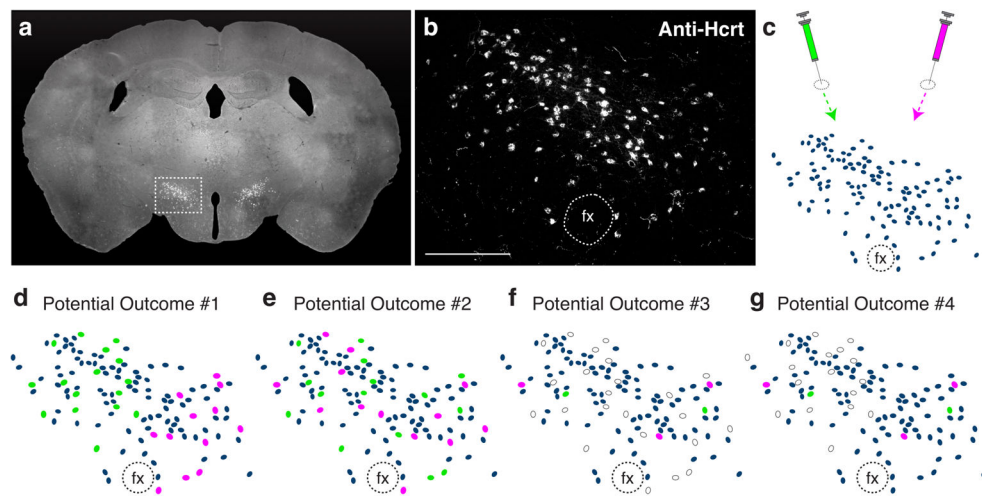 a
b
Anti-Hcrt
c
fx
fx
d Potential Outcome #1
e Potential Outcome #2
f Potential Outcome #3
g Potential Outcome #4
fx
fx
fx
fx